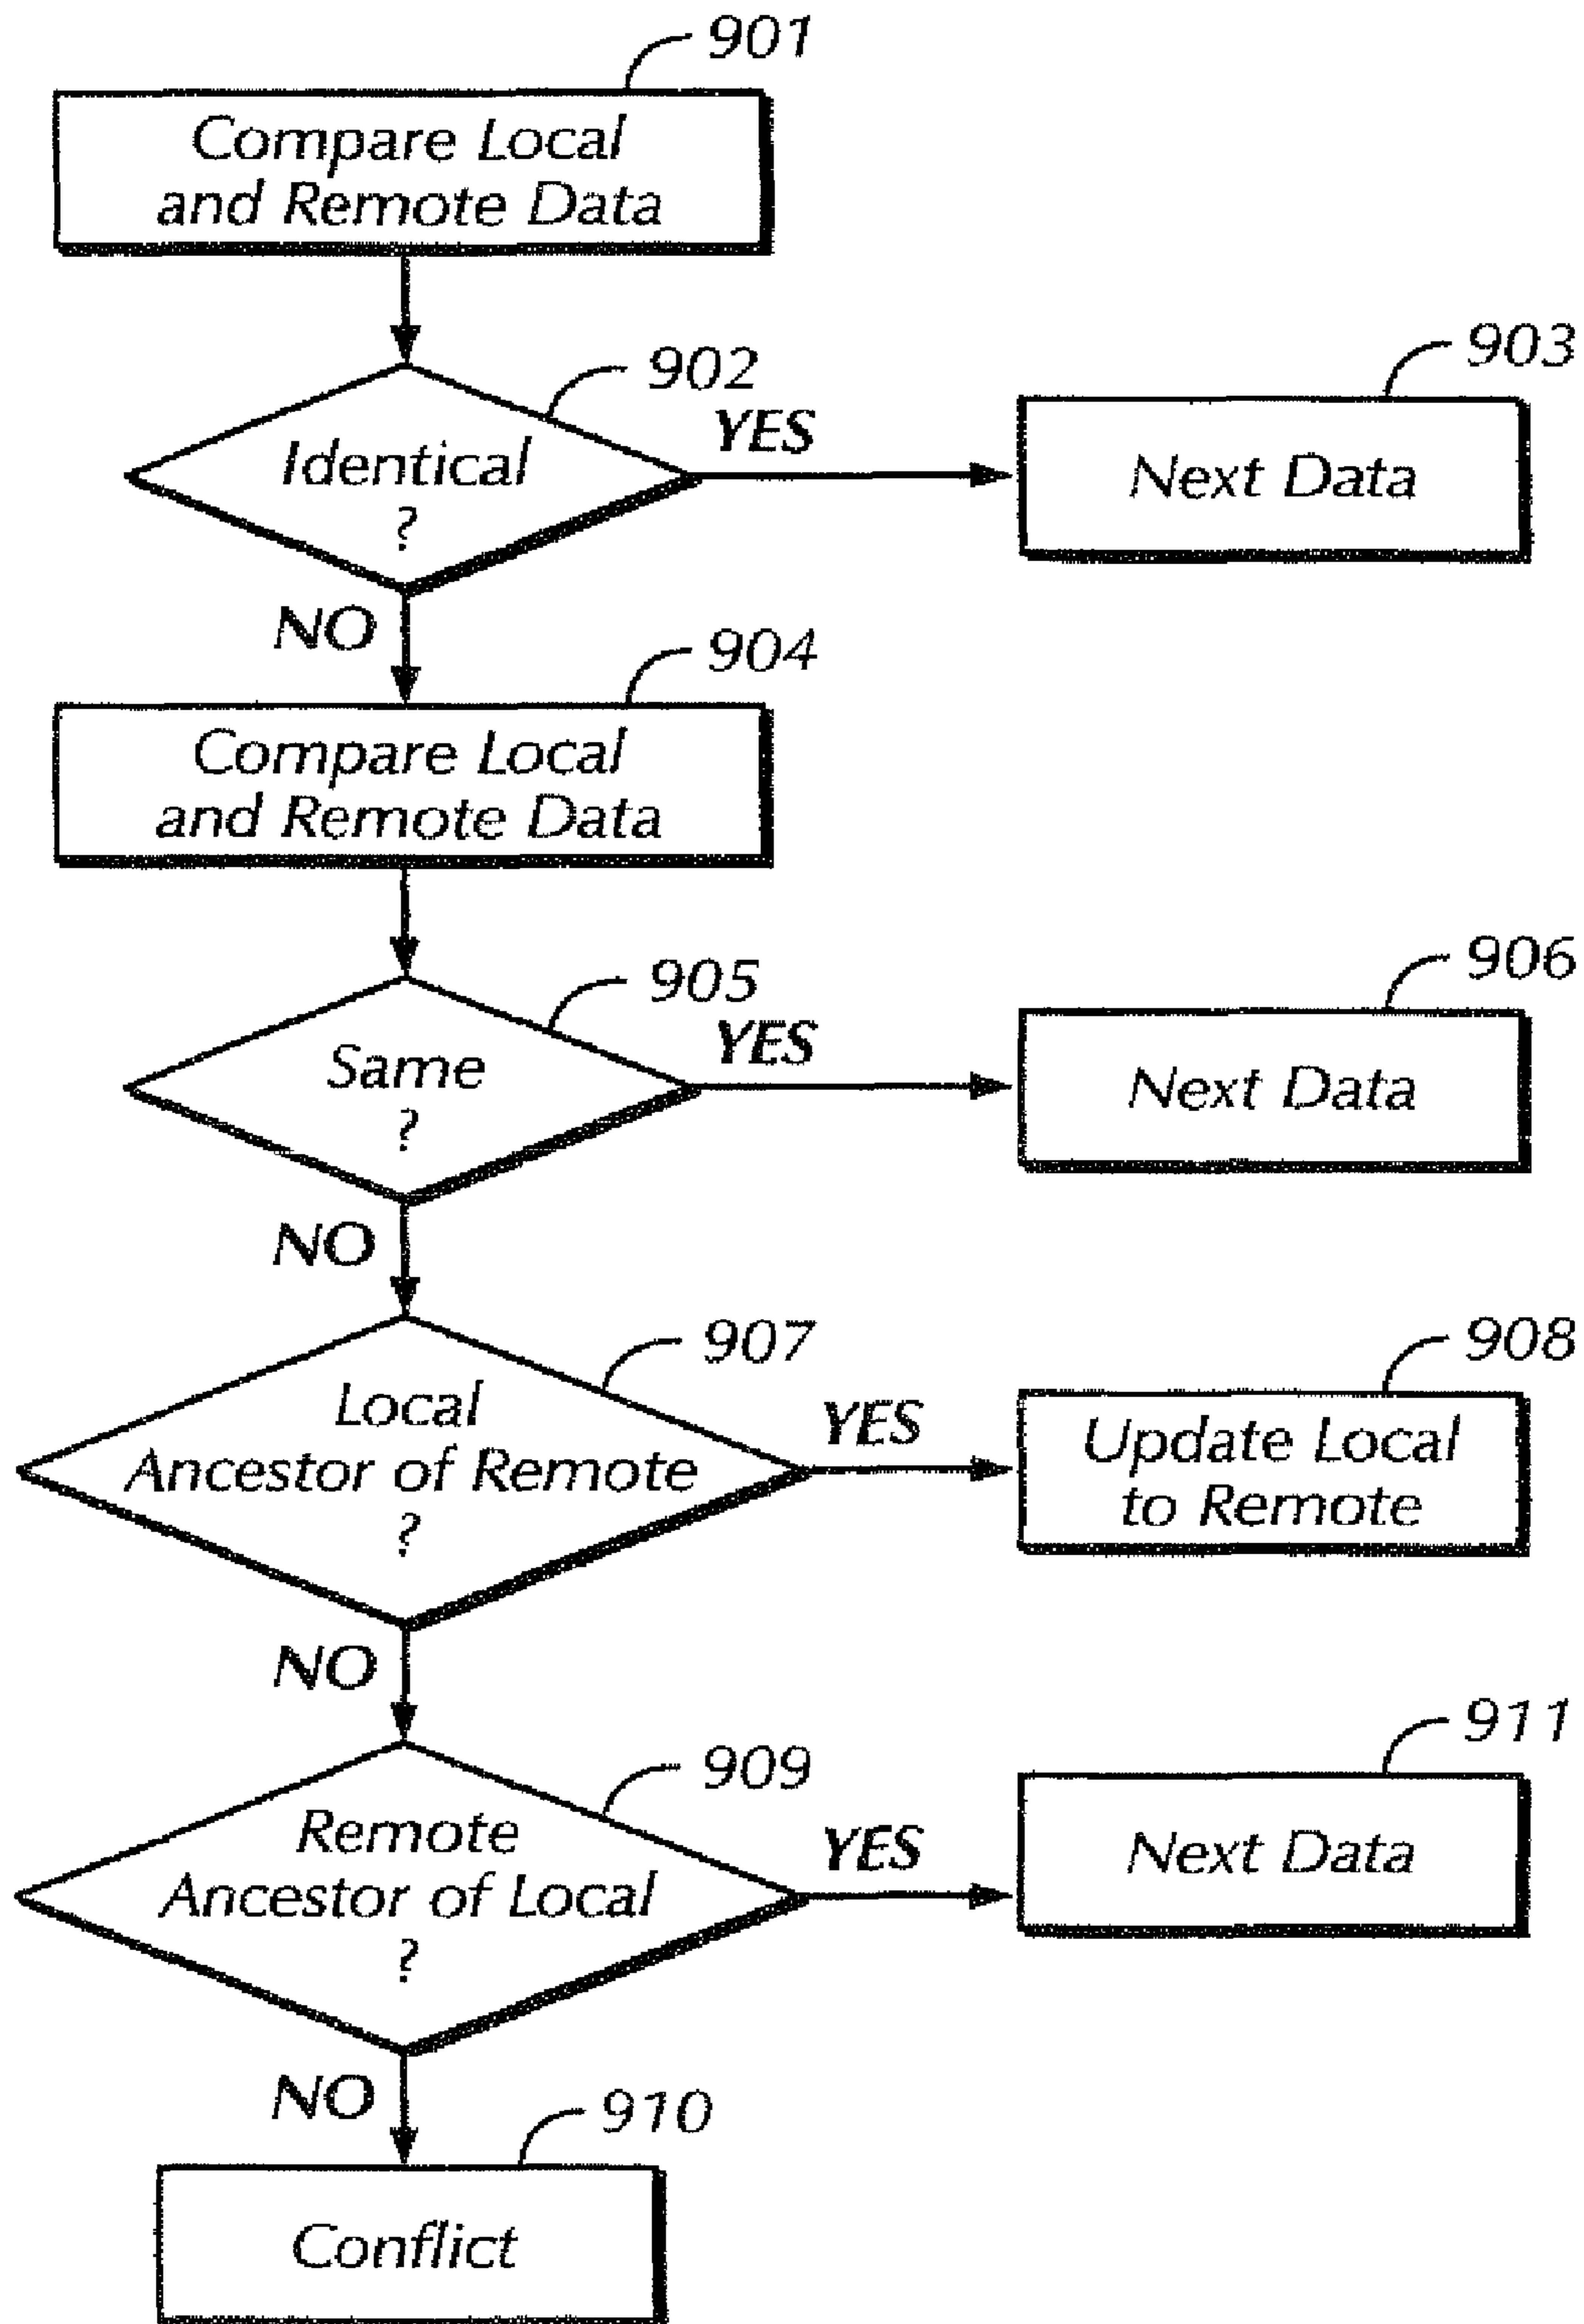 901
Compare Local
and Remote Data
902
Identical
?
YES
903
Next Data
NO
904
Compare Local
and Remote Data
905
Same
?
YES
906
Next Data
NO
907
Local
Ancestor of Remote
?
YES
908
Update Local
to Remote
NO
909
Remote
Ancestor of Local
?
YES
911
Next Data
NO
910
Conflict